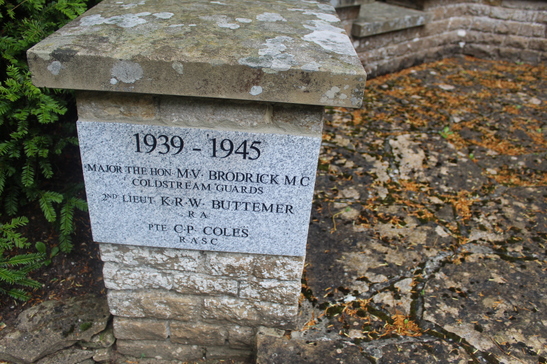 1939 - 1945
MAJOR THE HON· M·V· BRODRICK M·C
COLDSTREAM GUARDS
2ND LIEUT· K·R·W· BUTTEMER
R·A
PTE C·P· COLES
R·A·S·C